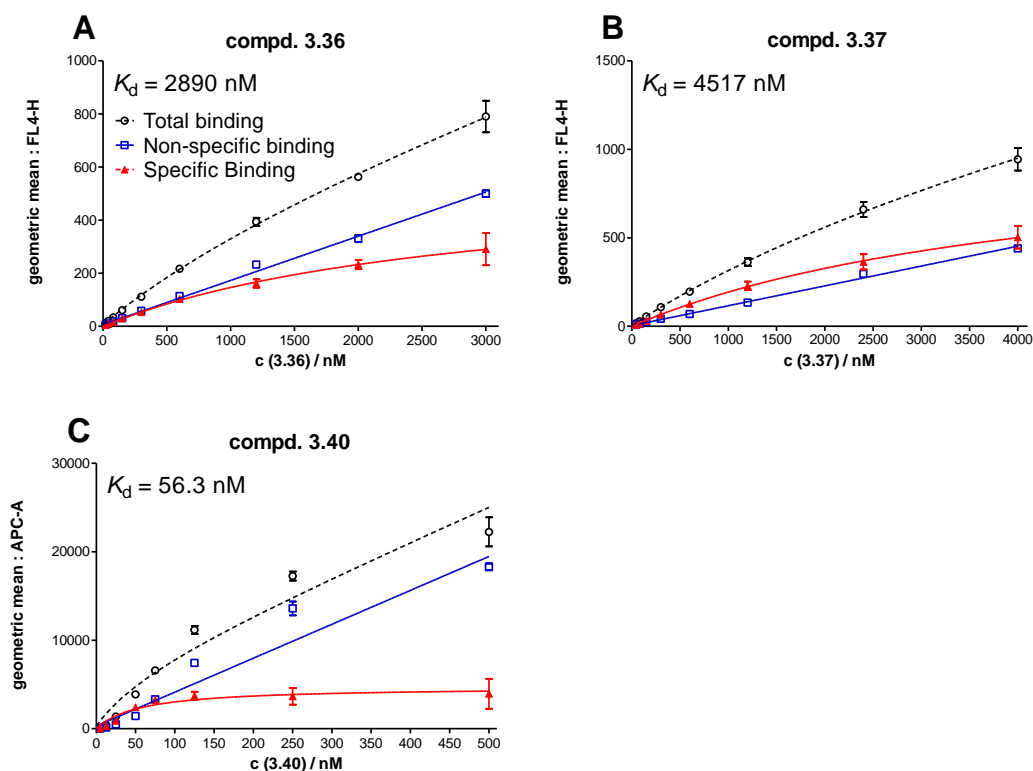 A
compd. 3.36
Kd = 2890 nM
Total binding
Non-specific binding
Specific Binding
geometric mean : FL4-H
1000
800
600
400
200
0
0 500 1000 1500 2000 2500 3000
c (3.36) / nM
B
compd. 3.37
Kd = 4517 nM
geometric mean : FL4-H
1500
1000
500
0
0 500 1000 1500 2000 2500 3000 3500 4000
c (3.37) / nM
C
compd. 3.40
Kd = 56.3 nM
geometric mean : APC-A
30000
20000
10000
0
0 50 100 150 200 250 300 350 400 450 500
c (3.40) / nM